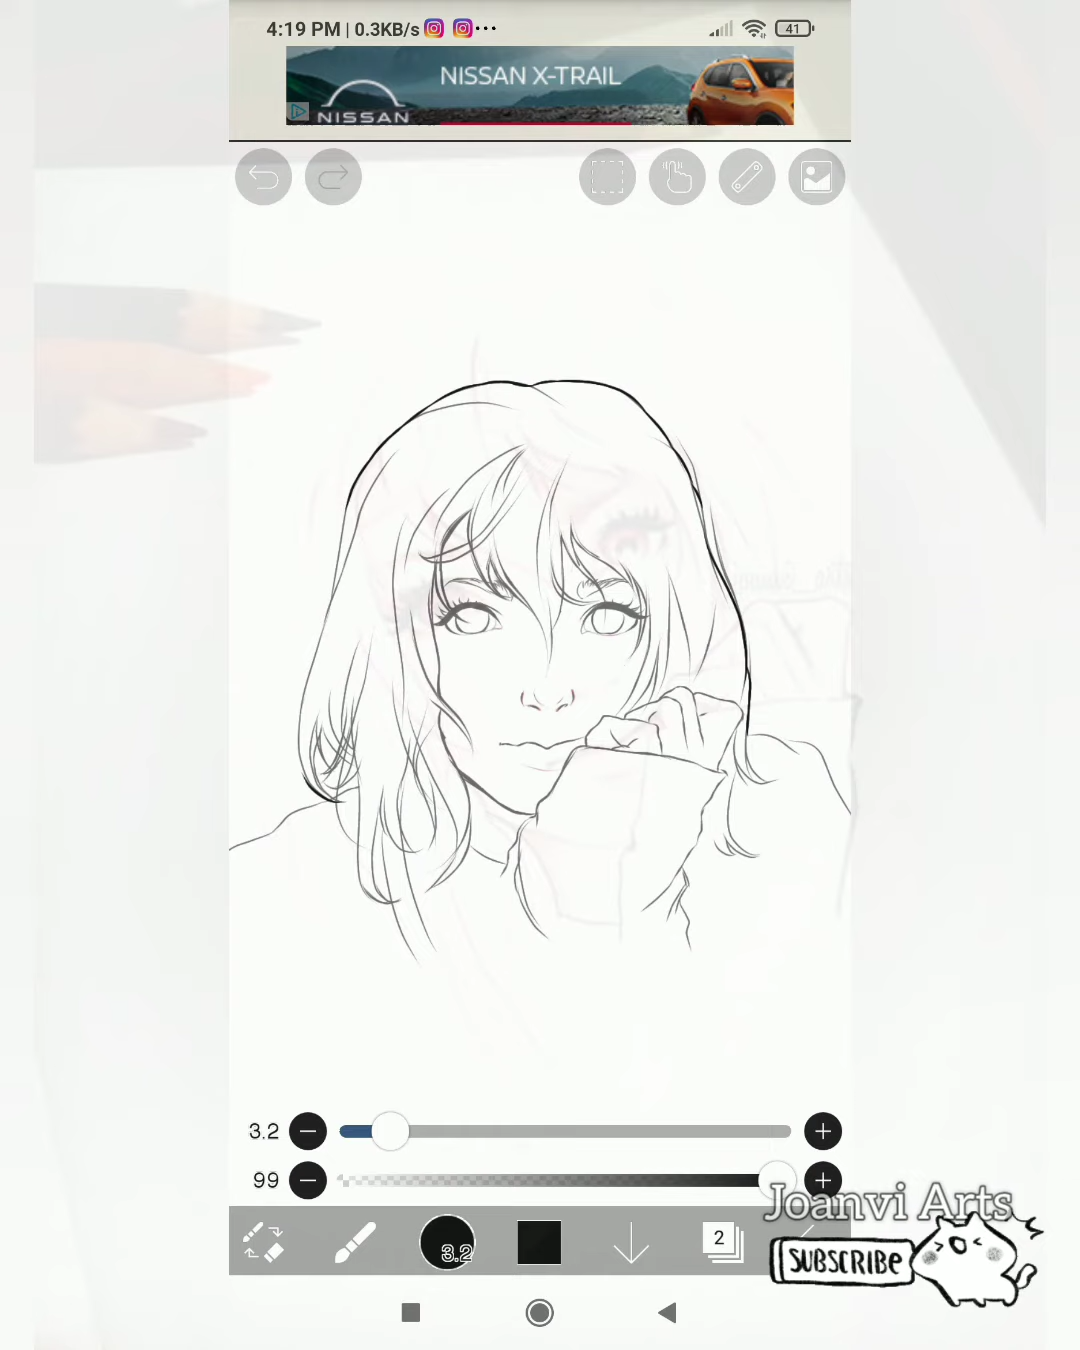 4:19 PM | 0.3KB/s
41
NISSAN X-TRAIL
NISSAN
3.2
99
3.2
2
Joanvi Arts
SUBSCRIBE